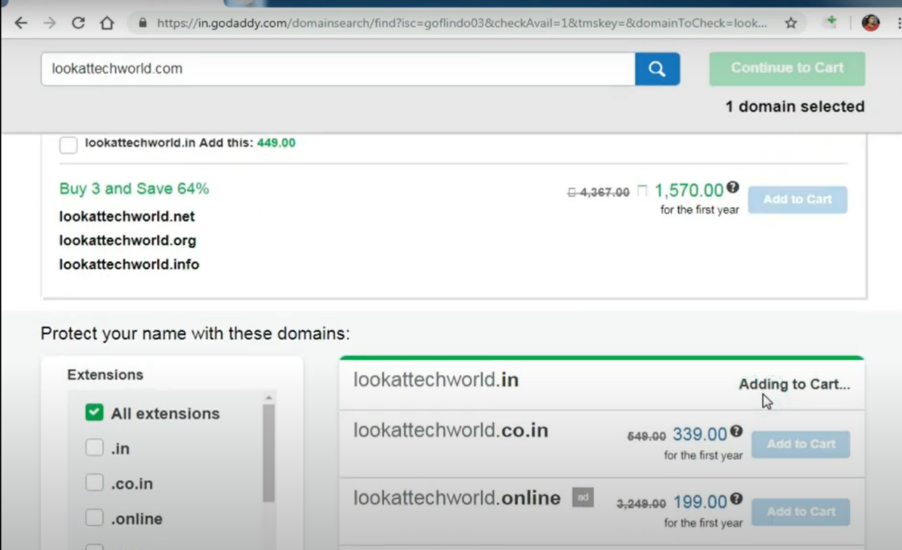 https://in.godaddy.com/domainsearch/find?isc=goflindo03&checkAvail=1&tmskey=&domainToCheck=look...
lookattechworld.com
Continue to Cart
1 domain selected
lookattechworld.in Add this: 449.00
Buy 3 and Save 64%
4,367.00 1,570.00 ?
for the first year
Add to Cart
lookattechworld.net
lookattechworld.org
lookattechworld.info
Protect your name with these domains:
Extensions
All extensions
.in
.co.in
.online
lookattechworld.in
Adding to Cart...
lookattechworld.co.in
549.00 339.00 ?
for the first year
Add to Cart
lookattechworld.online ad
3,249.00 199.00 ?
for the first year
Add to Cart